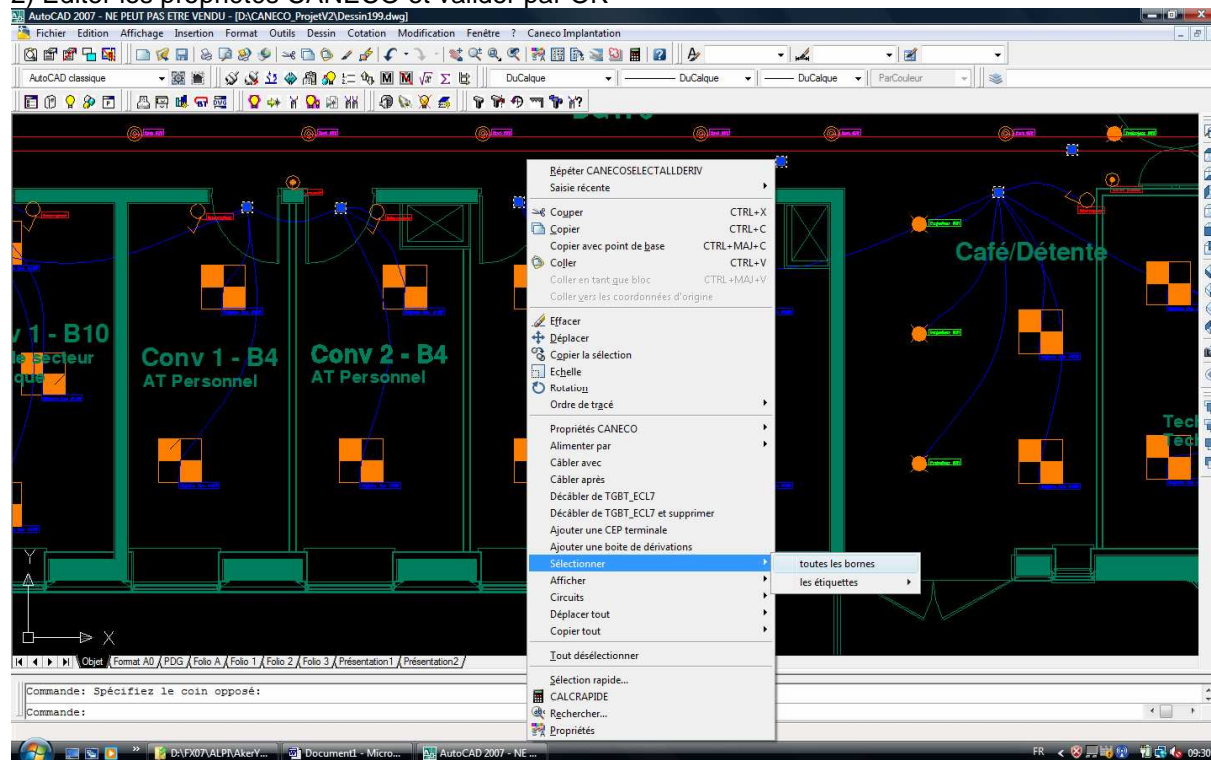 2) Editer les propriétés CANECO et valider par OK
AutoCAD 2007 - NE PEUT PAS ETRE VENDU - [D:\CANECO_ProjetV2\Dessin199.dwg]
Fichier Edition Affichage Insertion Format Outils Dessin Cotation Modification Fenêtre ? Caneco Implantation
AutoCAD classique
DuCalque
DuCalque
DuCalque
ParCouleur
Répéter CANECOSELECTALLDERIV
Saisie récente
Couper CTRL+X
Copier CTRL+C
Copier avec point de base CTRL+MAJ+C
Coller CTRL+V
Coller en tant que bloc CTRL+MAJ+V
Coller vers les coordonnées d'origine
Effacer
Déplacer
Copier la sélection
Echelle
Rotation
Ordre de tracé
Propriétés CANECO
Alimenter par
Câbler avec
Câbler après
Décâbler de TGBT_ECL7
Décâbler de TGBT_ECL7 et supprimer
Ajouter une CEP terminale
Ajouter une boite de dérivations
Sélectionner
toutes les bornes
Afficher
les étiquettes
Circuits
Déplacer tout
Copier tout
Tout désélectionner
Sélection rapide...
CALCRAPIDE
Rechercher...
Propriétés
Café/Détente
v 1 - B10
le secteur
que
Conv 1 - B4
AT Personnel
Conv 2 - B4
AT Personnel
Tec
Tec
Y
X
Objet Format A0 PDG Folio A Folio 1 Folio 2 Folio 3 Présentation1 Présentation2
Commande: Spécifiez le coin opposé:
Commande:
D:\FX07\ALPI\AkerY... Document1 - Micro... AutoCAD 2007 - NE ... FR 09:30